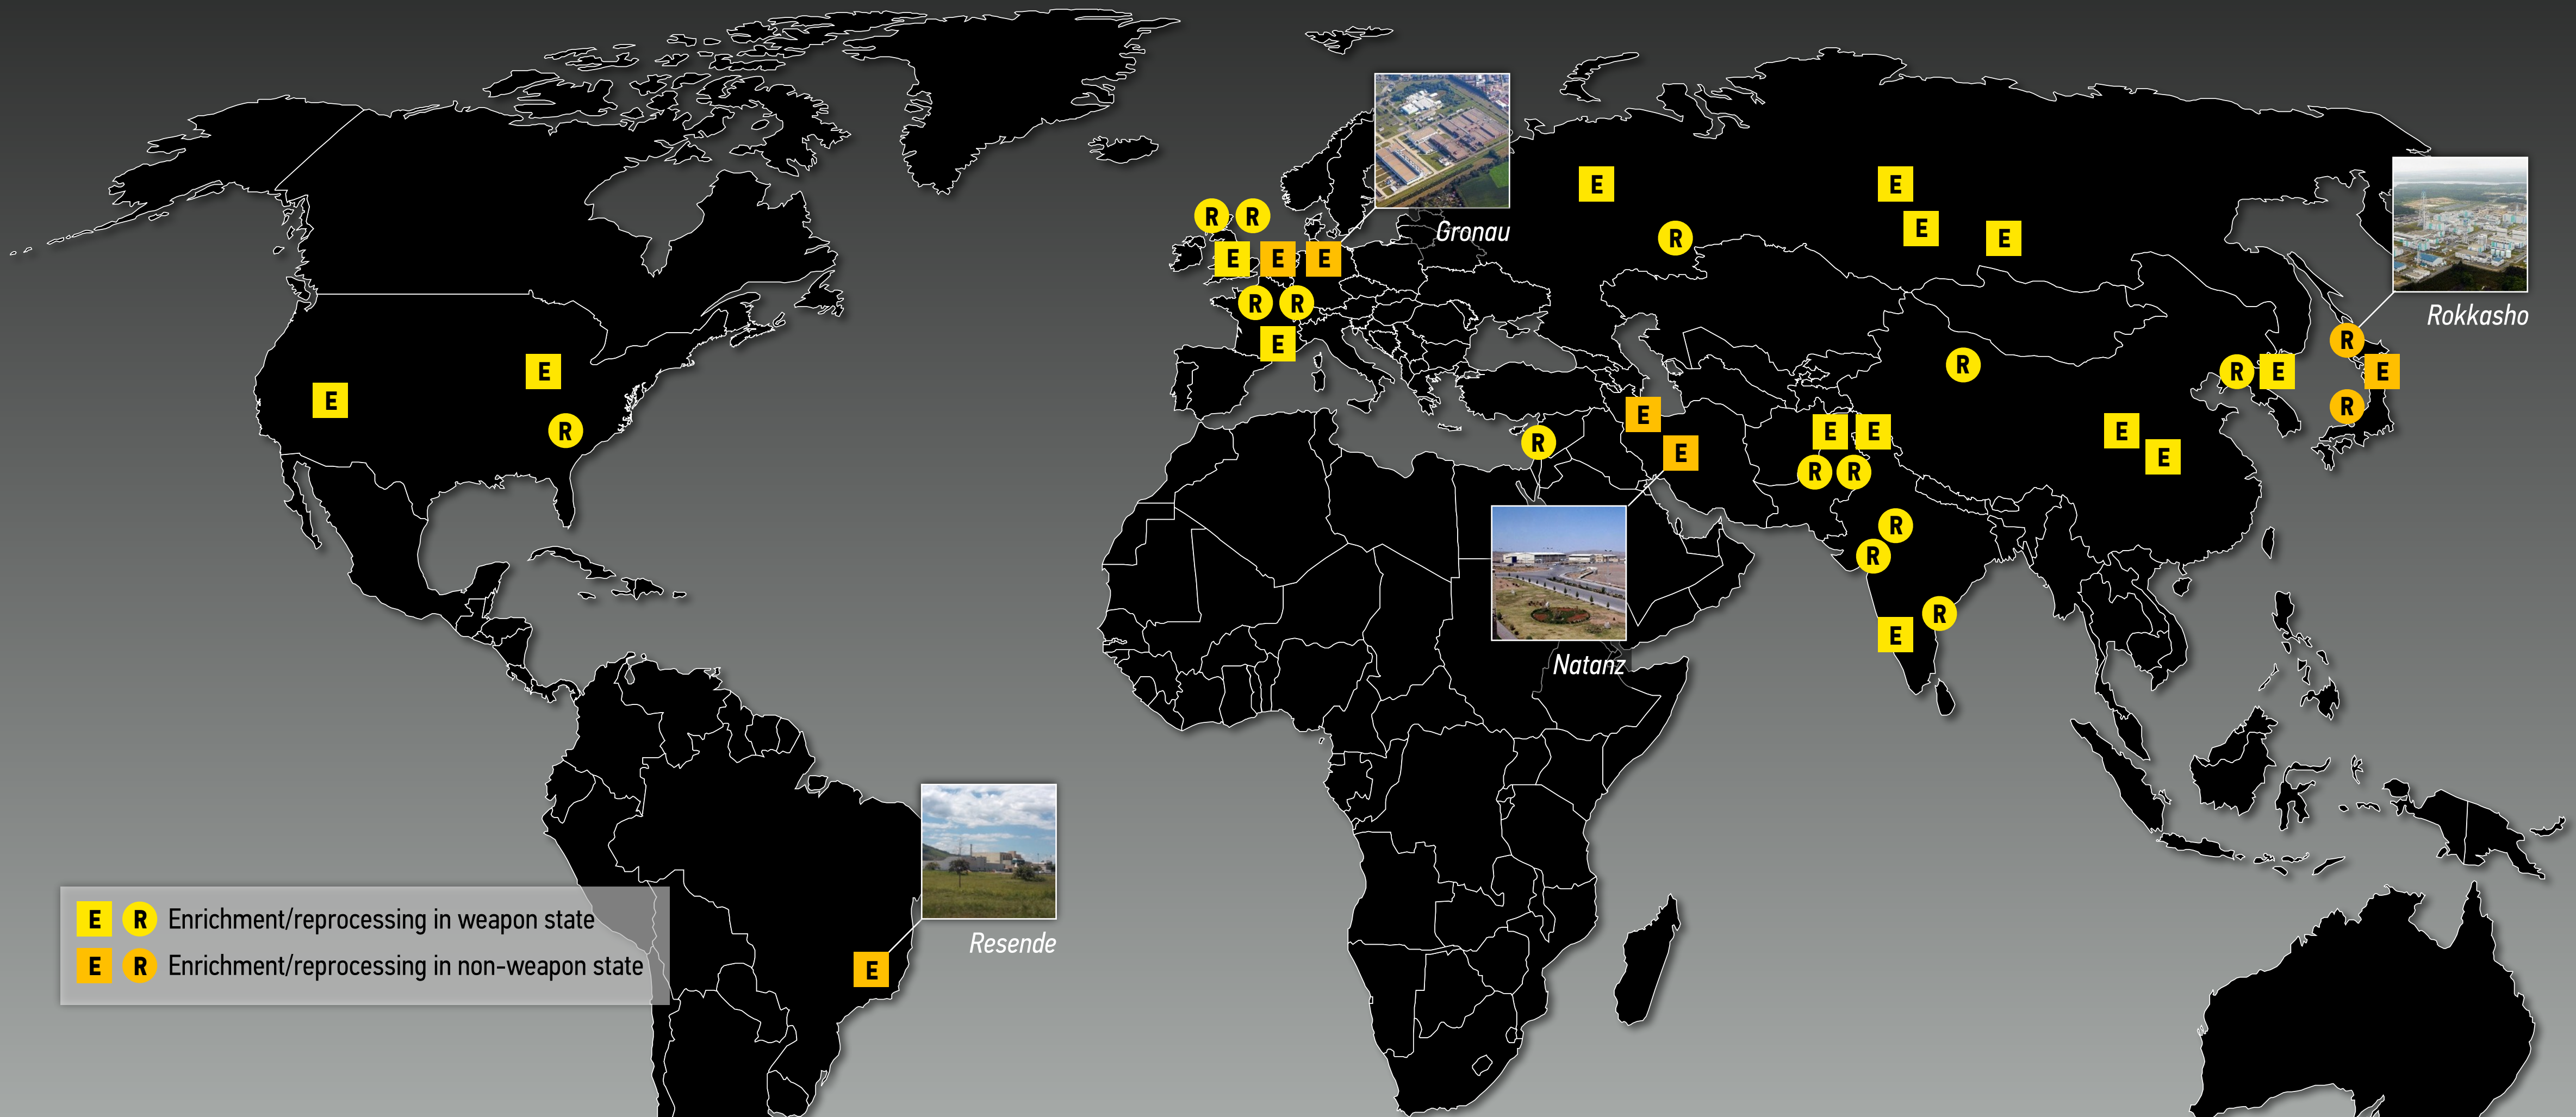 R R
E E E
Gronau
R R
E
E
E
E
E
R
Rokkasho
E
E
R
R
R
E
R E
E
R
R
E
E
E E
R R
E
E
Natanz
R
R
R
E
Resende
E
E R Enrichment/reprocessing in weapon state
E R Enrichment/reprocessing in non-weapon state